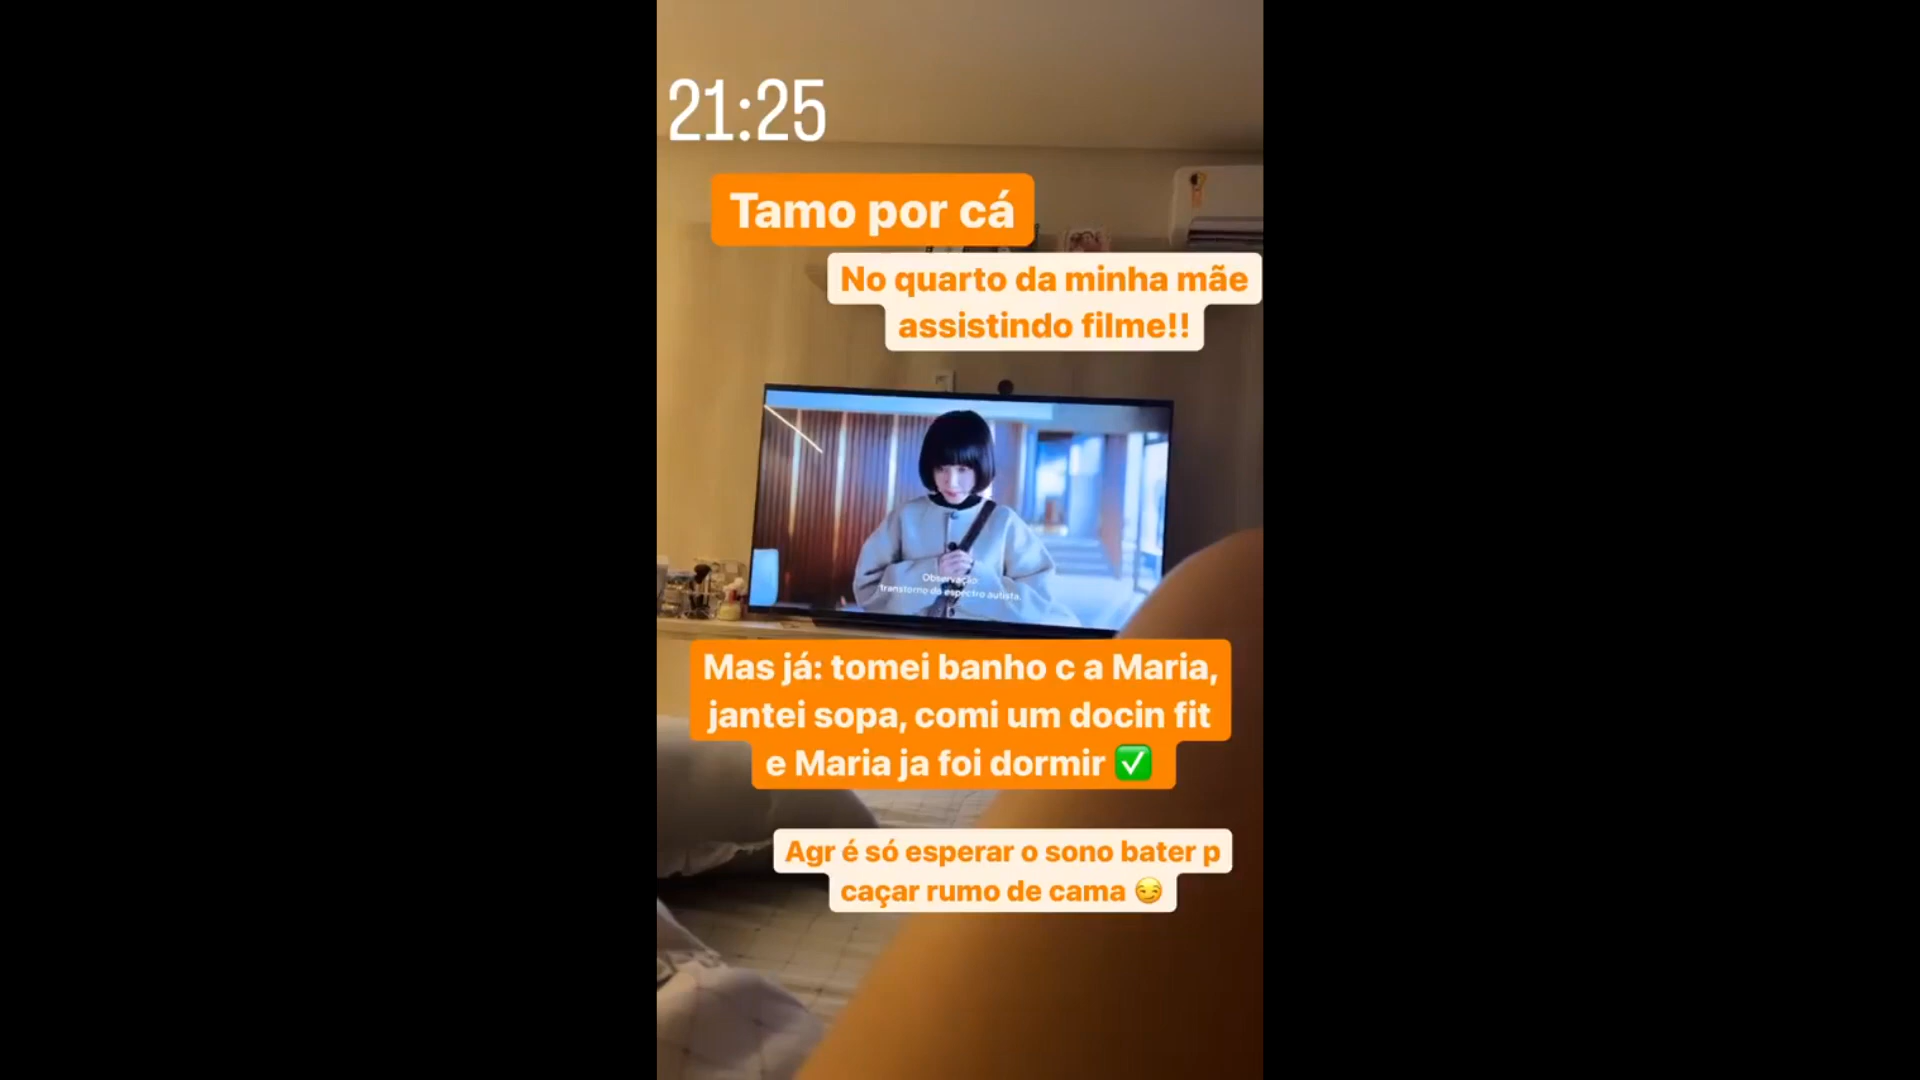 21:25
Tamo por cá
No quarto da minha mãe
assistindo filme!!
Observação:
transtorno do espectro autista.
Mas já: tomei banho c a Maria,
jantei sopa, comi um docin fit
e Maria ja foi dormir ✅
Agr é só esperar o sono bater p
caçar rumo de cama 😏